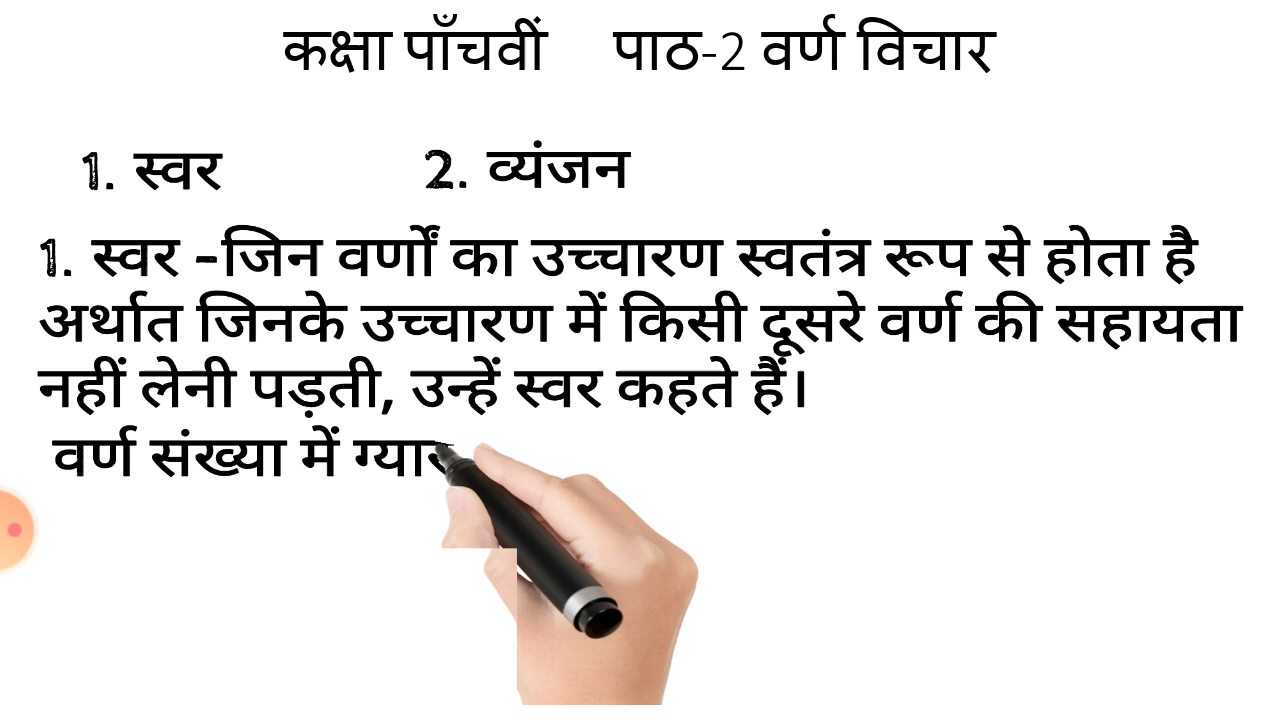 कक्षा पाँचवीं पाठ-2 वर्ण विचार
1. स्वर 2. व्यंजन
1. स्वर -जिन वर्णों का उच्चारण स्वतंत्र रूप से होता है
अर्थात जिनके उच्चारण में किसी दूसरे वर्ण की सहायता
नहीं लेनी पड़ती, उन्हें स्वर कहते हैं।
वर्ण संख्या में